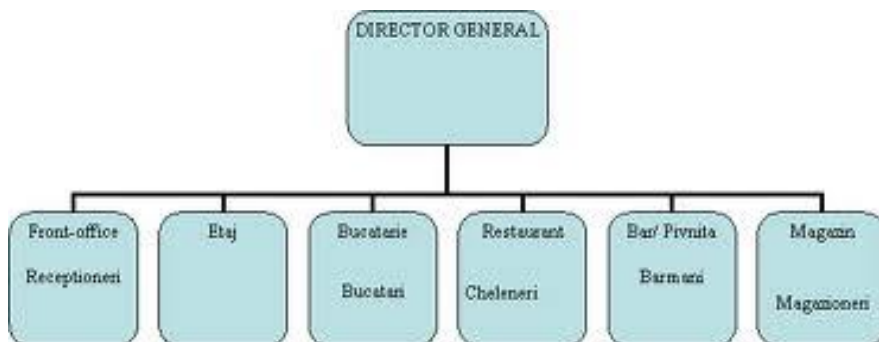 DIRECTOR GENERAL
Front-office
Receptioneri
Etaj
Bucatarie
Bucatari
Restaurant
Cheleneri
Bar/ Pivnita
Barmani
Magazin
Magazioneri